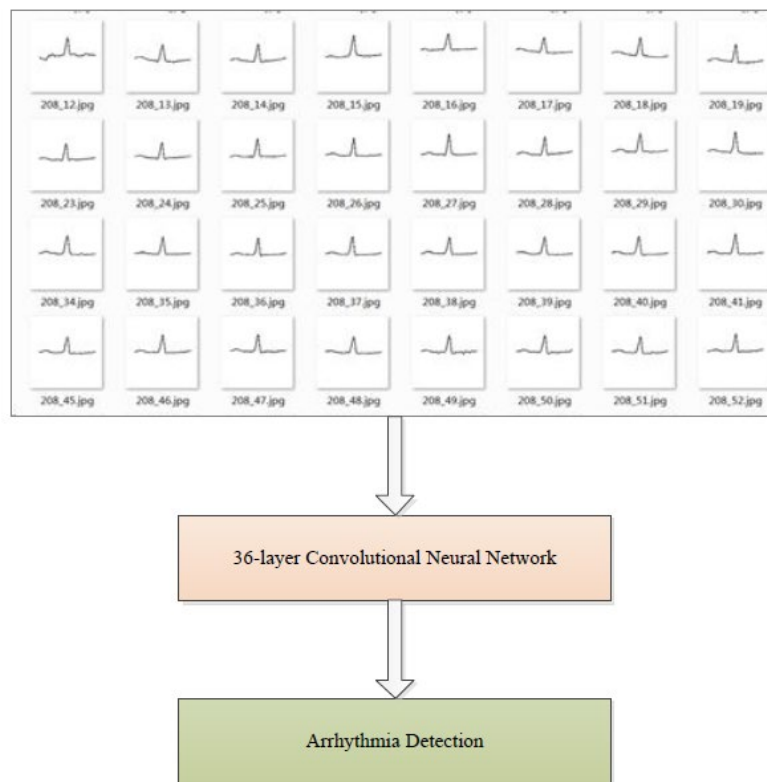 208_12.jpg 208_13.jpg 208_14.jpg 208_15.jpg 208_16.jpg 208_17.jpg 208_18.jpg 208_19.jpg
208_23.jpg 208_24.jpg 208_25.jpg 208_26.jpg 208_27.jpg 208_28.jpg 208_29.jpg 208_30.jpg
208_34.jpg 208_35.jpg 208_36.jpg 208_37.jpg 208_38.jpg 208_39.jpg 208_40.jpg 208_41.jpg
208_45.jpg 208_46.jpg 208_47.jpg 208_48.jpg 208_49.jpg 208_50.jpg 208_51.jpg 208_52.jpg
36-layer Convolutional Neural Network
Arrhythmia Detection